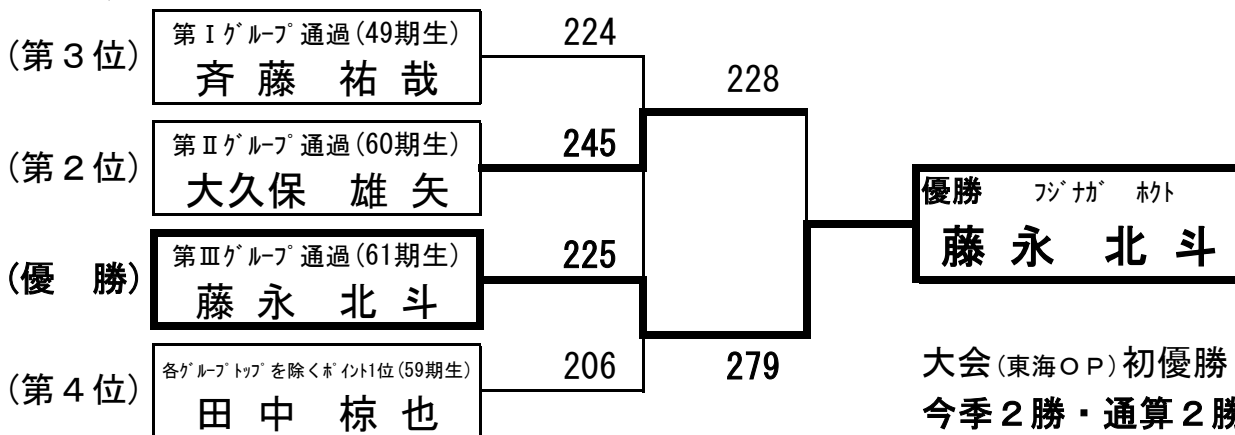 (第３位)
第Ⅰｸﾞﾙｰﾌﾟ通過(49期生)
斉藤 祐哉
224
228
(第２位)
第Ⅱｸﾞﾙｰﾌﾟ通過(60期生)
大久保 雄矢
245
優勝 ﾌｼﾞﾅｶﾞ ﾎｸﾄ
藤永 北斗
(優 勝)
第Ⅲｸﾞﾙｰﾌﾟ通過(61期生)
藤永 北斗
225
(第４位)
各ｸﾞﾙｰﾌﾟﾄｯﾌﾟを除くﾎﾟｲﾝﾄ1位(59期生)
田中 椋也
206
279
大会(東海ＯＰ)初優勝
今季２勝・通算２勝